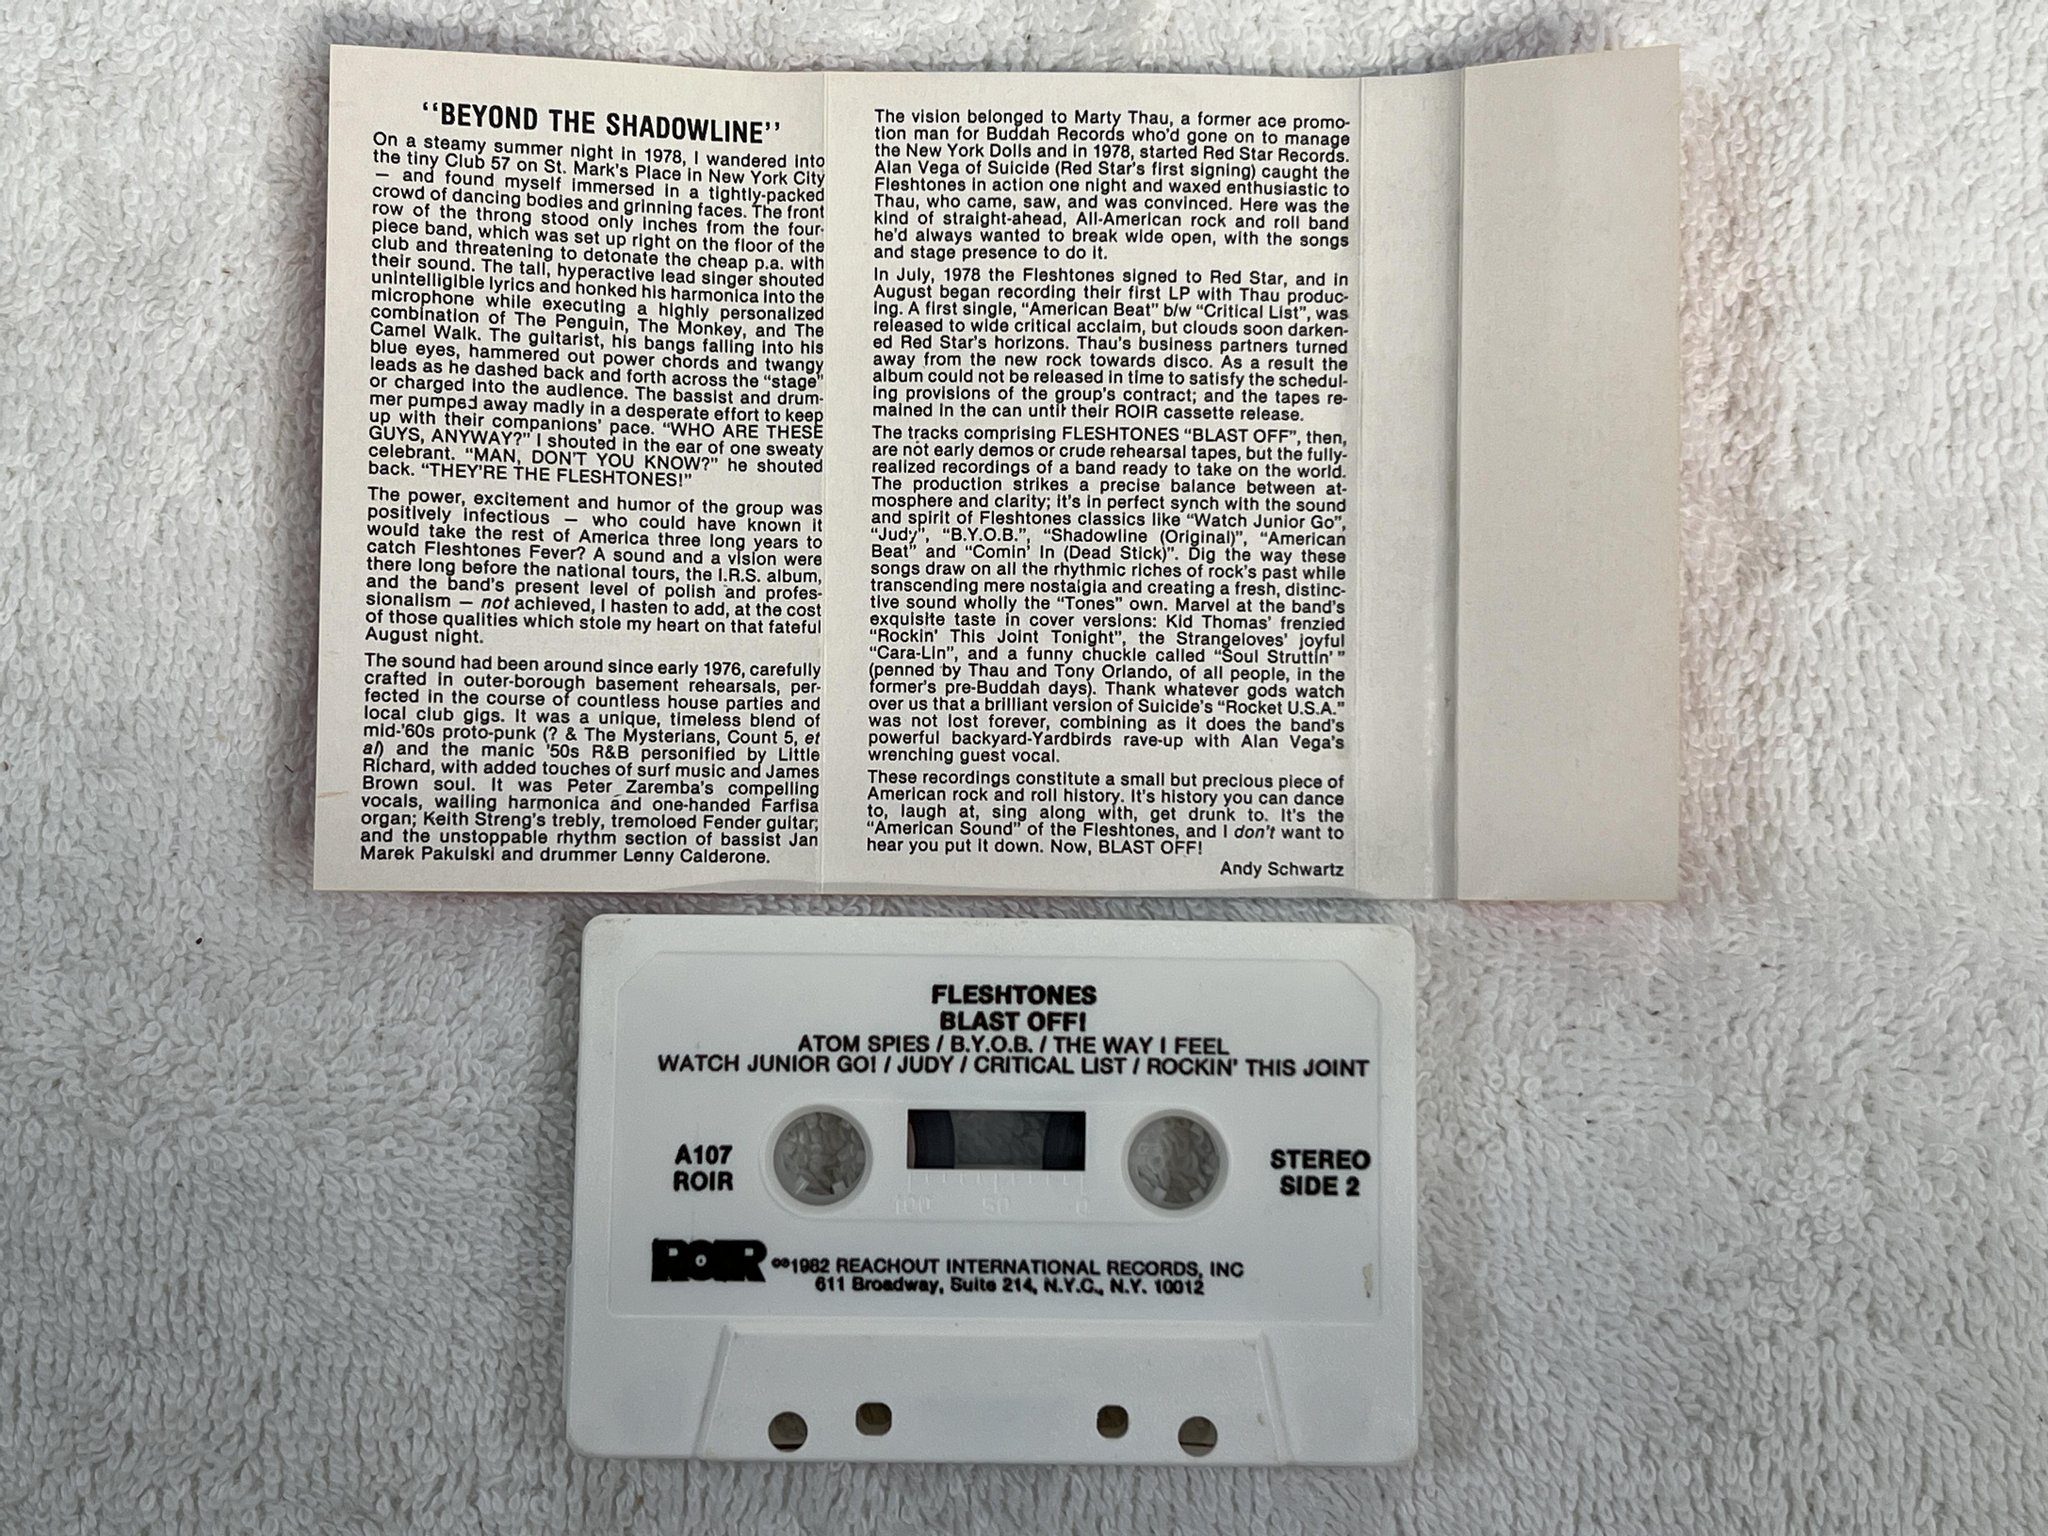 "BEYOND THE SHADOWLINE"
On a steamy summer night in 1978, I wandered into
the tiny Club 57 on St. Mark's Place in New York City
— and found myself immersed in a tightly-packed
crowd of dancing bodies and grinning faces. The front
row of the throng stood only inches from the four-
piece band, which was set up right on the floor of the
club and threatening to detonate the cheap p.a. with
their sound. The tall, hyperactive lead singer shouted
unintelligible lyrics and honked his harmonica into the
microphone while executing a highly personalized
combination of The Penguin, The Monkey, and The
Camel Walk. The guitarist, his bangs falling into his
blue eyes, hammered out power chords and twangy
leads as he dashed back and forth across the "stage"
or charged into the audience. The bassist and drum-
mer pumped away madly in a desperate effort to keep
up with their companions' pace. "WHO ARE THESE
GUYS, ANYWAY?" I shouted in the ear of one sweaty
celebrant. "MAN, DON'T YOU KNOW?" he shouted
back. "THEY'RE THE FLESHTONES!"
The power, excitement and humor of the group was
positively infectious — who could have known it
would take the rest of America three long years to
catch Fleshtones Fever? A sound and a vision were
there long before the national tours, the I.R.S. album,
and the band's present level of polish and profes-
sionalism — not achieved, I hasten to add, at the cost
of those qualities which stole my heart on that fateful
August night.
The sound had been around since early 1976, carefully
crafted in outer-borough basement rehearsals, per-
fected in the course of countless house parties and
local club gigs. It was a unique, timeless blend of
mid-'60s proto-punk (? & The Mysterians, Count 5, et
al) and the manic '50s R&B personified by Little
Richard, with added touches of surf music and James
Brown soul. It was Peter Zaremba's compelling
vocals, wailing harmonica and one-handed Farfisa
organ; Keith Streng's trebly, tremoloed Fender guitar;
and the unstoppable rhythm section of bassist Jan
Marek Pakulski and drummer Lenny Calderone.
The vision belonged to Marty Thau, a former ace promo-
tion man for Buddah Records who'd gone on to manage
the New York Dolls and in 1978, started Red Star Records.
Alan Vega of Suicide (Red Star's first signing) caught the
Fleshtones in action one night and waxed enthusiastic to
Thau, who came, saw, and was convinced. Here was the
kind of straight-ahead, All-American rock and roll band
he'd always wanted to break wide open, with the songs
and stage presence to do it.
In July, 1978 the Fleshtones signed to Red Star, and in
August began recording their first LP with Thau produc-
ing. A first single, "American Beat" b/w "Critical List", was
released to wide critical acclaim, but clouds soon darken-
ed Red Star's horizons. Thau's business partners turned
away from the new rock towards disco. As a result the
album could not be released in time to satisfy the schedul-
ing provisions of the group's contract; and the tapes re-
mained in the can until their ROIR cassette release.
The tracks comprising FLESHTONES "BLAST OFF", then,
are not early demos or crude rehearsal tapes, but the fully-
realized recordings of a band ready to take on the world.
The production strikes a precise balance between at-
mosphere and clarity; it's in perfect synch with the sound
and spirit of Fleshtones classics like "Watch Junior Go",
"Judy", "B.Y.O.B.", "Shadowline (Original)", "American
Beat" and "Comin' In (Dead Stick)". Dig the way these
songs draw on all the rhythmic riches of rock's past while
transcending mere nostalgia and creating a fresh, distinc-
tive sound wholly the "Tones" own. Marvel at the band's
exquisite taste in cover versions: Kid Thomas' frenzied
"Rockin' This Joint Tonight", the Strangeloves' joyful
"Cara-Lin", and a funny chuckle called "Soul Struttin'"
(penned by Thau and Tony Orlando, of all people, in the
former's pre-Buddah days). Thank whatever gods watch
over us that a brilliant version of Suicide's "Rocket U.S.A."
was not lost forever, combining as it does the band's
powerful backyard-Yardbirds rave-up with Alan Vega's
wrenching guest vocal.
These recordings constitute a small but precious piece of
American rock and roll history. It's history you can dance
to, laugh at, sing along with, get drunk to. It's the
"American Sound" of the Fleshtones, and I don't want to
hear you put it down. Now, BLAST OFF!
Andy Schwartz
FLESHTONES
BLAST OFF!
ATOM SPIES / B.Y.O.B. / THE WAY I FEEL
WATCH JUNIOR GO! / JUDY / CRITICAL LIST / ROCKIN' THIS JOINT
A107
ROIR
STEREO
SIDE 2
100 50 0
ROIR
©℗1982 REACHOUT INTERNATIONAL RECORDS, INC
611 Broadway, Suite 214, N.Y.C., N.Y. 10012